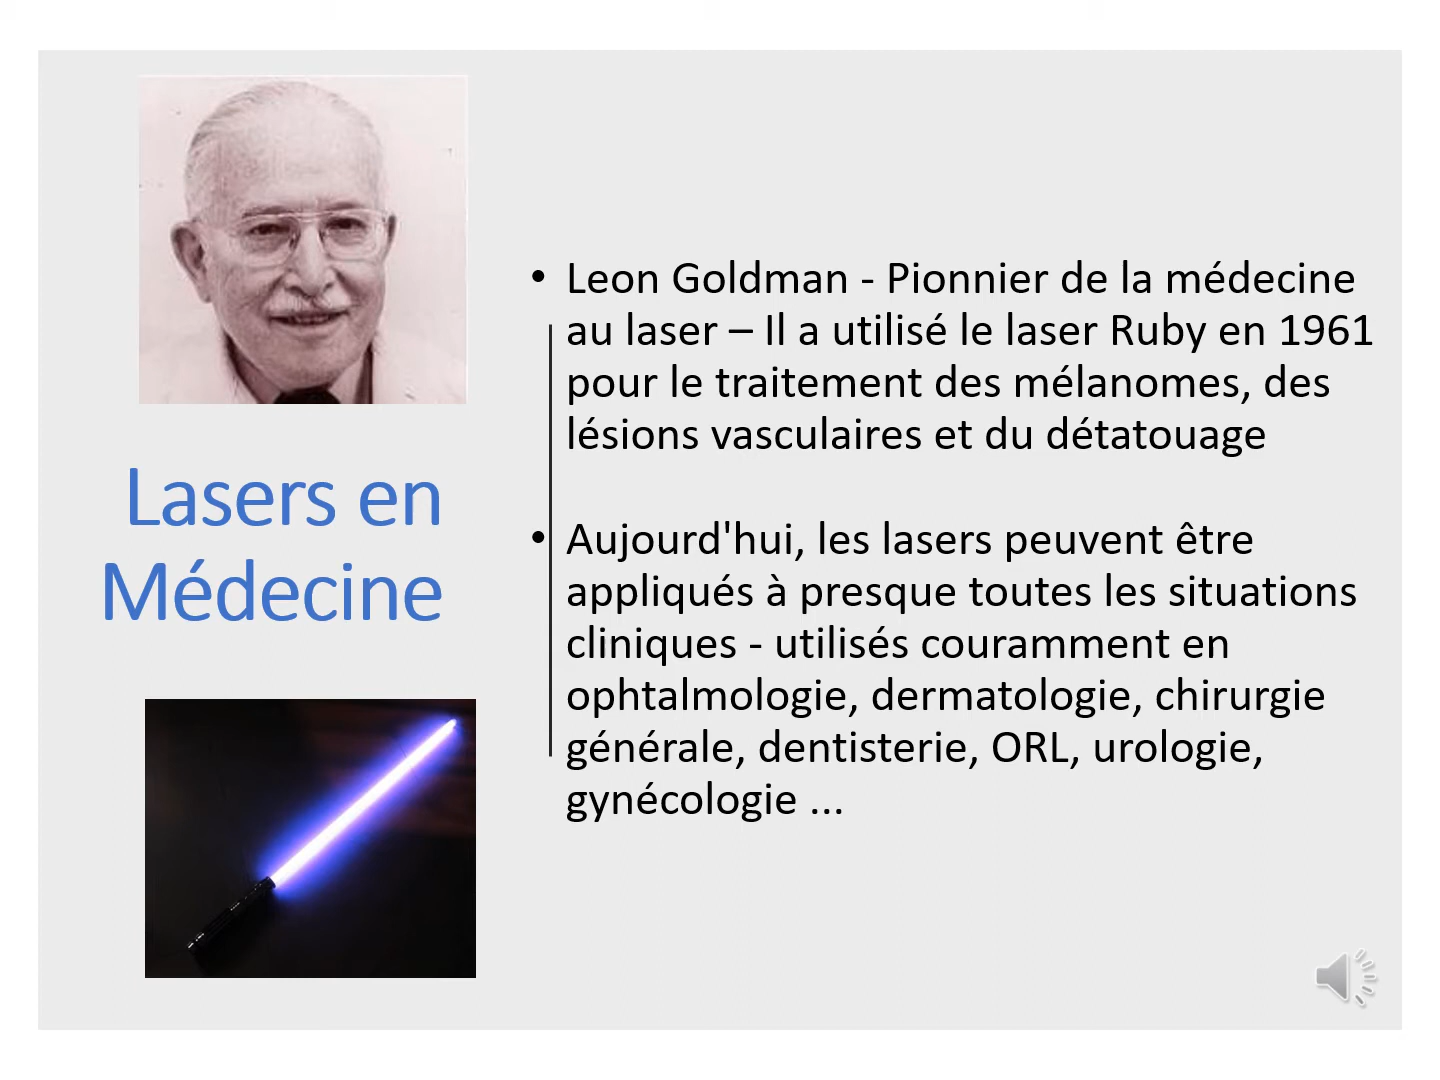 Lasers en
Médecine
• Leon Goldman - Pionnier de la médecine
au laser – Il a utilisé le laser Ruby en 1961
pour le traitement des mélanomes, des
lésions vasculaires et du détatouage
• Aujourd'hui, les lasers peuvent être
appliqués à presque toutes les situations
cliniques - utilisés couramment en
ophtalmologie, dermatologie, chirurgie
générale, dentisterie, ORL, urologie,
gynécologie ...